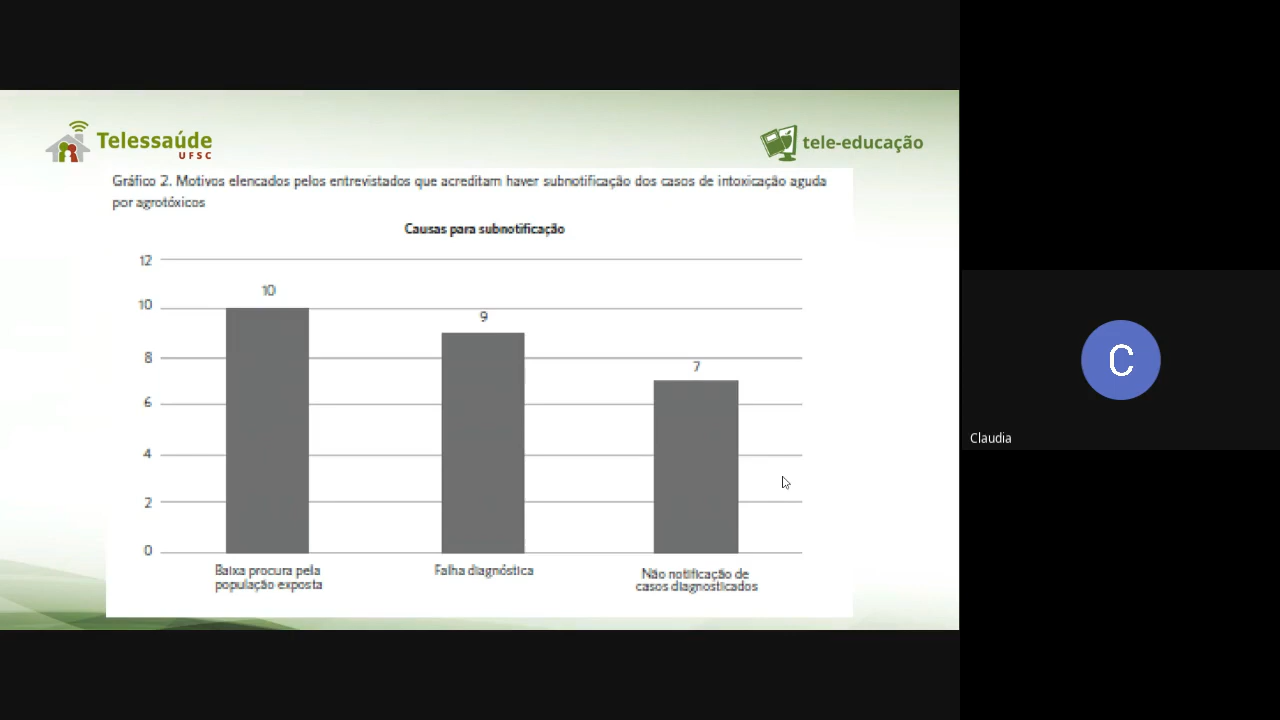 Telessaúde
UFSC
tele-educação
Gráfico 2. Motivos elencados pelos entrevistados que acreditam haver subnotificação dos casos de intoxicação aguda
por agrotóxicos
Causas para subnotificação
12
10
8
6
4
2
0
10
9
7
Baixa procura pela
população exposta
Falha diagnóstica
Não notificação de
casos diagnosticados
C
Claudia